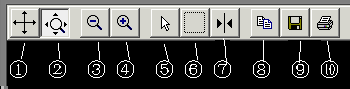 ① ② ③ ④ ⑤ ⑥ ⑦ ⑧ ⑨ ⑩